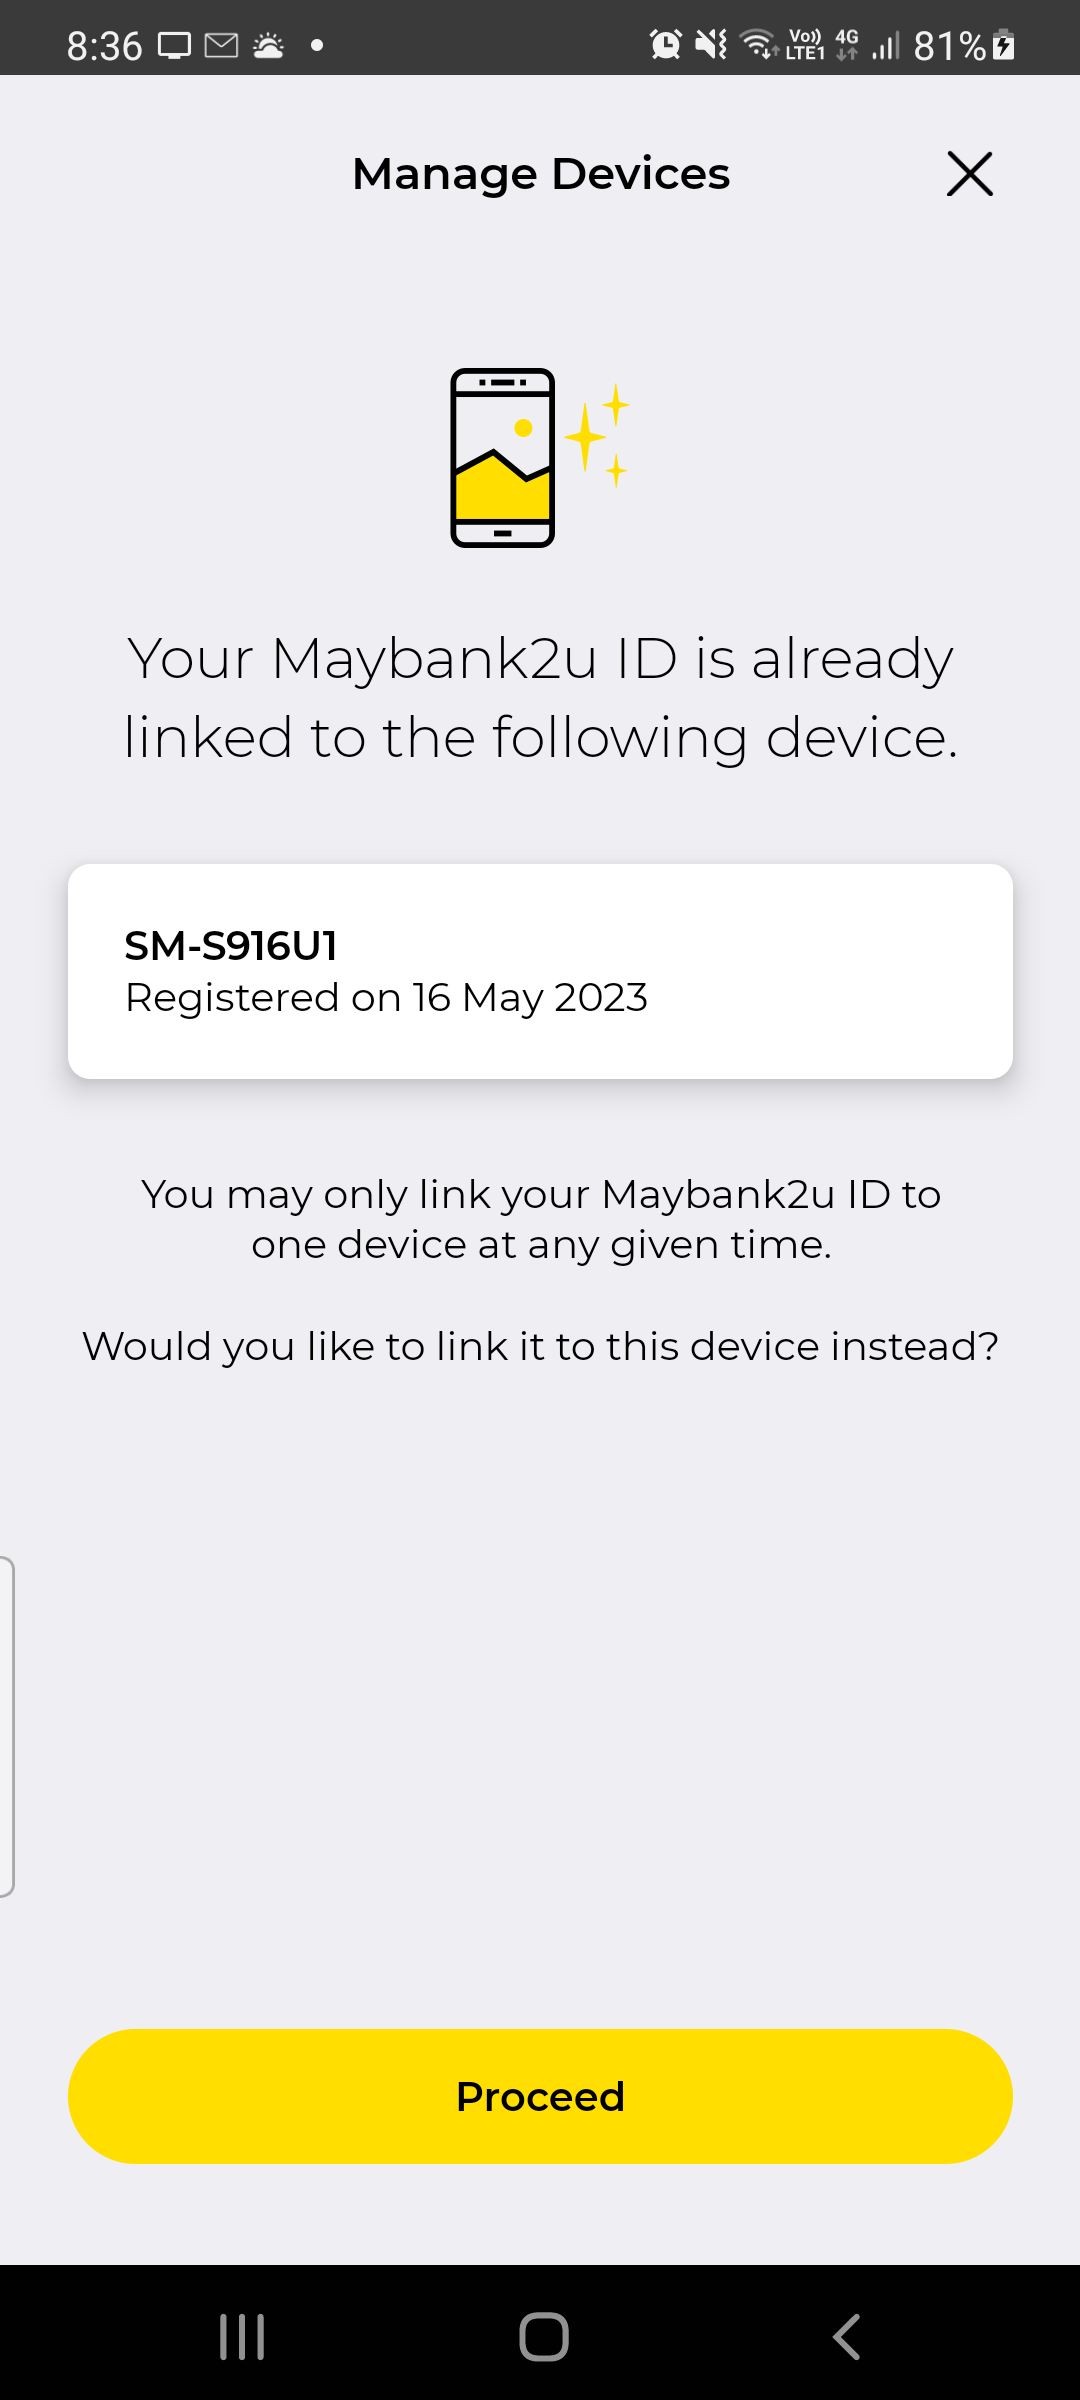 8:36
Vo)) LTE1 4G 81%
Manage Devices
Your Maybank2u ID is already
linked to the following device.
SM-S916U1
Registered on 16 May 2023
You may only link your Maybank2u ID to
one device at any given time.
Would you like to link it to this device instead?
Proceed